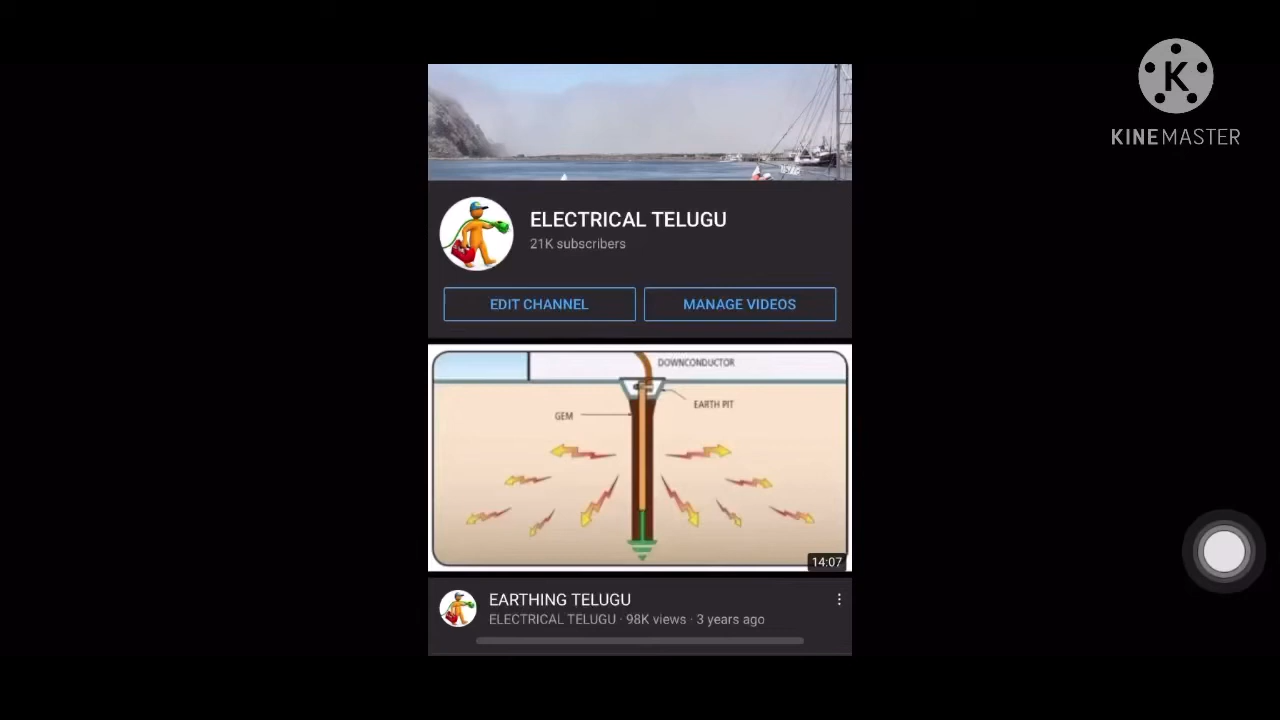 K
KINEMASTER
ELECTRICAL TELUGU
21K subscribers
EDIT CHANNEL
MANAGE VIDEOS
DOWNCONDUCTOR
EARTH PIT
GEM
14:07
EARTHING TELUGU
ELECTRICAL TELUGU · 98K views · 3 years ago